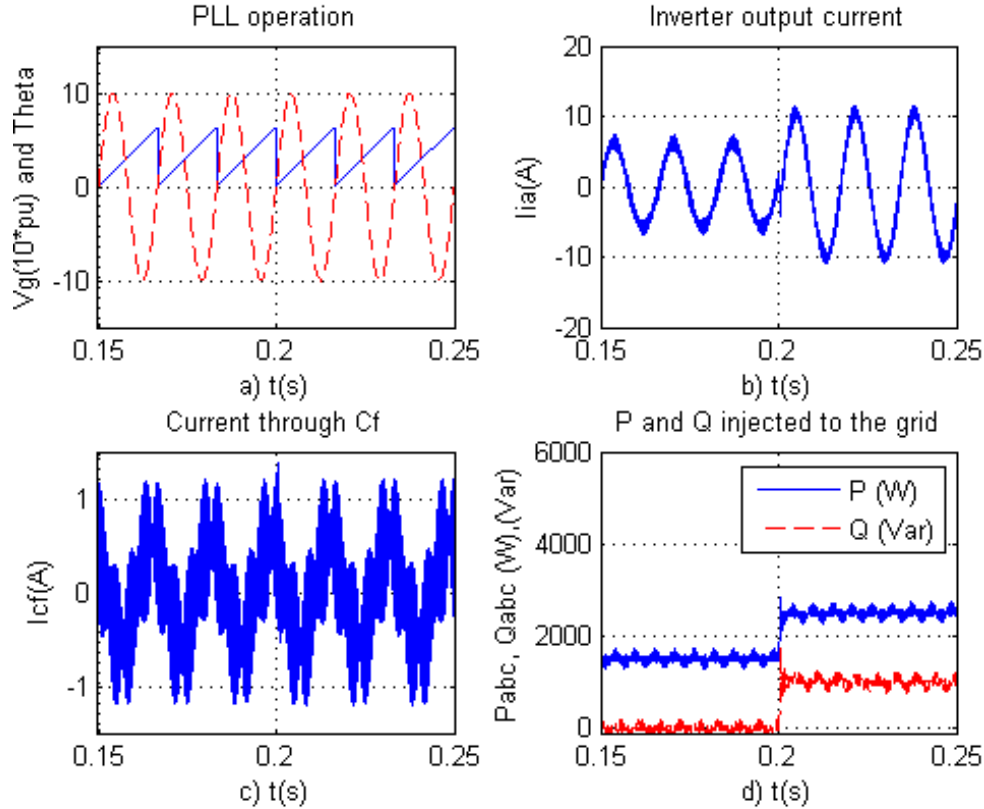 PLL operation
Vg(10*pu) and Theta
10
0
-10
0.15
0.2
0.25
a) t(s)
Inverter output current
Iia(A)
20
10
0
-10
-20
0.15
0.2
0.25
b) t(s)
Current through Cf
Icf(A)
1
0
-1
0.15
0.2
0.25
c) t(s)
P and Q injected to the grid
Pabc, Qabc (W),(Var)
6000
4000
2000
0
P (W)
Q (Var)
0.15
0.2
0.25
d) t(s)